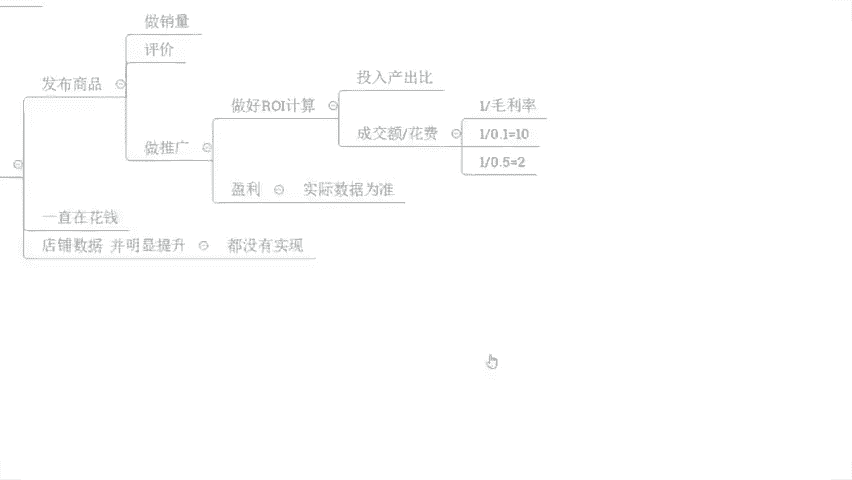 做销量
评价
发布商品
投入产出比
做好ROI计算
1/毛利率
成交额/花费
1/0.1=10
做推广
1/0.5=2
盈利
实际数据为准
一直在花钱
店铺数据 并明显提升
都没有实现